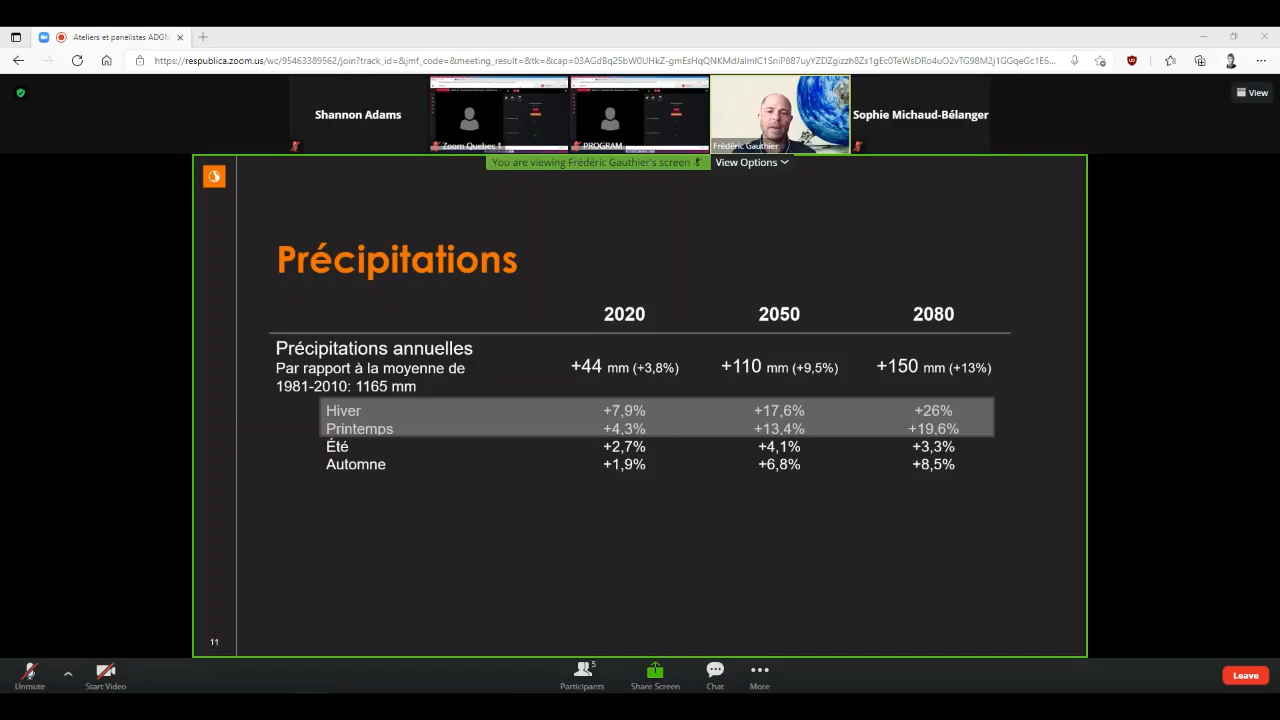 Ateliers et panelistes ADGM
https://respublica.zoom.us/wc/95463389562/join?track_id=&jmf_code=&meeting_result=&tk=&cap=03AGdBq25bW0UHkZ-gmEsHqQNKMdJalmlC1SniP887uyYZDZgizzh8Zs1gEc0TeWsDRo4uO2vTG98M2j1GGqeGc1E6...
View
Shannon Adams
Zoom Quebec 1
PROGRAM
Frédéric Gauthier
Sophie Michaud-Bélanger
You are viewing Frédéric Gauthier's screen
View Options
Précipitations
2020 2050 2080
Précipitations annuelles
Par rapport à la moyenne de
1981-2010: 1165 mm
+44 mm (+3,8%) +110 mm (+9,5%) +150 mm (+13%)
Hiver +7,9% +17,6% +26%
Printemps +4,3% +13,4% +19,6%
Été +2,7% +4,1% +3,3%
Automne +1,9% +6,8% +8,5%
11
Unmute
Start Video
5
Participants
Share Screen
Chat
More
Leave